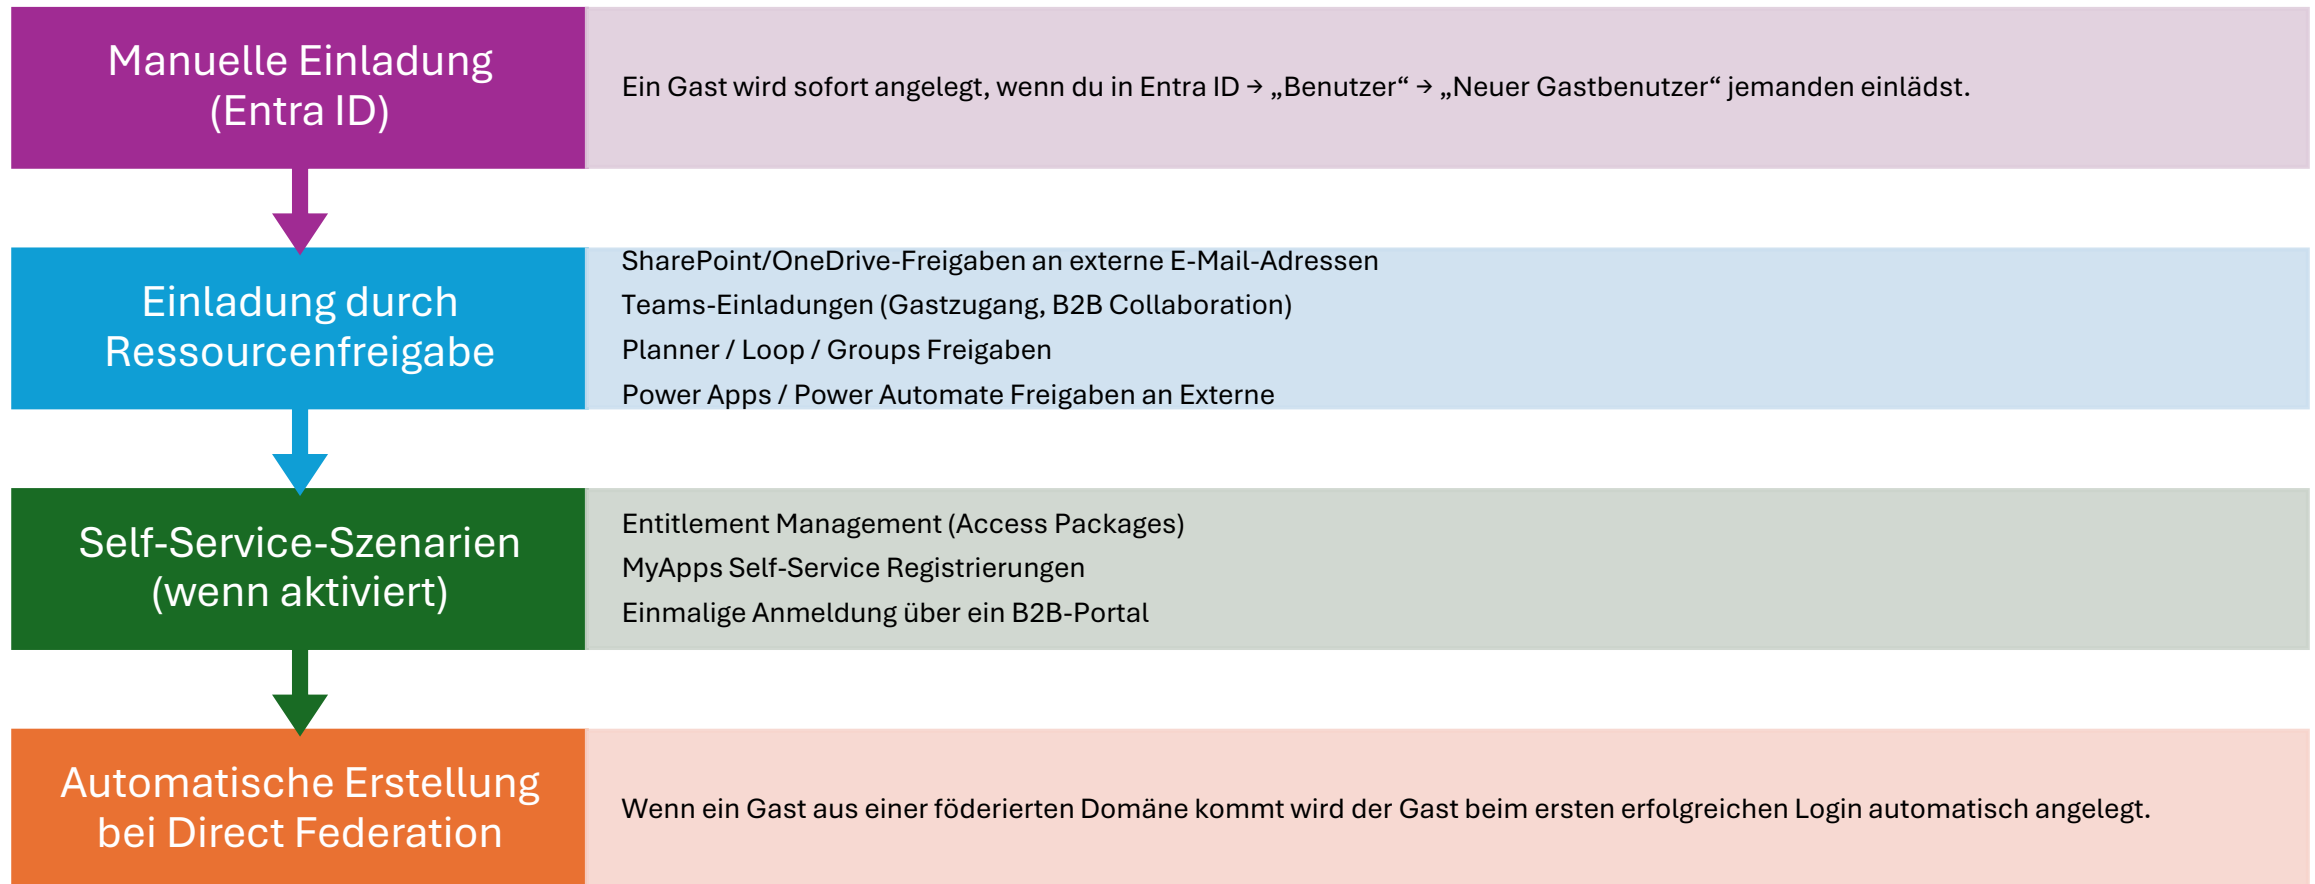 Manuelle Einladung
(Entra ID)
Ein Gast wird sofort angelegt, wenn du in Entra ID → „Benutzer“ → „Neuer Gastbenutzer“ jemanden einlädst.
Einladung durch
Ressourcenfreigabe
SharePoint/OneDrive-Freigaben an externe E-Mail-Adressen
Teams-Einladungen (Gastzugang, B2B Collaboration)
Planner / Loop / Groups Freigaben
Power Apps / Power Automate Freigaben an Externe
Self-Service-Szenarien
(wenn aktiviert)
Entitlement Management (Access Packages)
MyApps Self-Service Registrierungen
Einmalige Anmeldung über ein B2B-Portal
Automatische Erstellung
bei Direct Federation
Wenn ein Gast aus einer föderierten Domäne kommt wird der Gast beim ersten erfolgreichen Login automatisch angelegt.